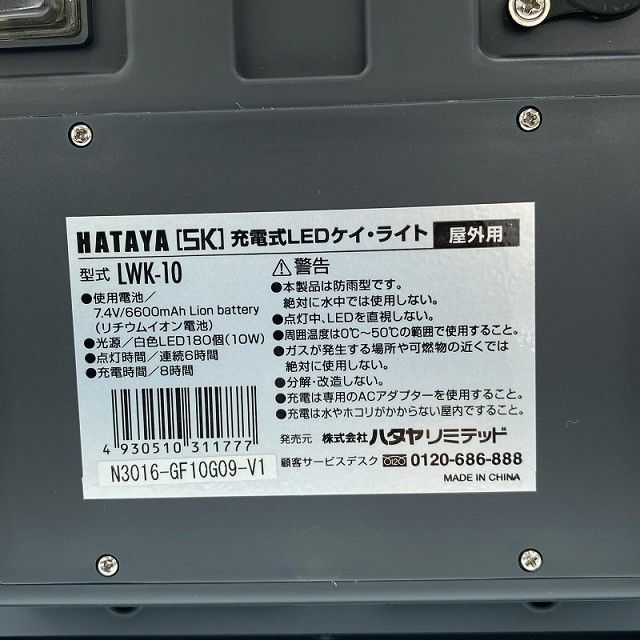 HATAYA [SK] 充電式LEDケイ・ライト 屋外用
型式 LWK-10
●使用電池／
7.4V/6600mAh Lion battery
(リチウムイオン電池)
●光源／白色LED180個(10W)
●点灯時間／連続6時間
●充電時間／8時間
⚠警告
●本製品は防雨型です。
絶対に水中では使用しない。
●点灯中、LEDを直視しない。
●周囲温度は0℃〜50℃の範囲で使用すること。
●ガスが発生する場所や可燃物の近くでは
絶対に使用しない。
●分解・改造しない。
●充電は専用のACアダプターを使用すること。
●充電は水やホコリがかからない屋内ですること。
4 930510 311777
N3016-GF10G09-V1
発売元 株式会社ハタヤリミテッド
顧客サービスデスク 0120-686-888
MADE IN CHINA